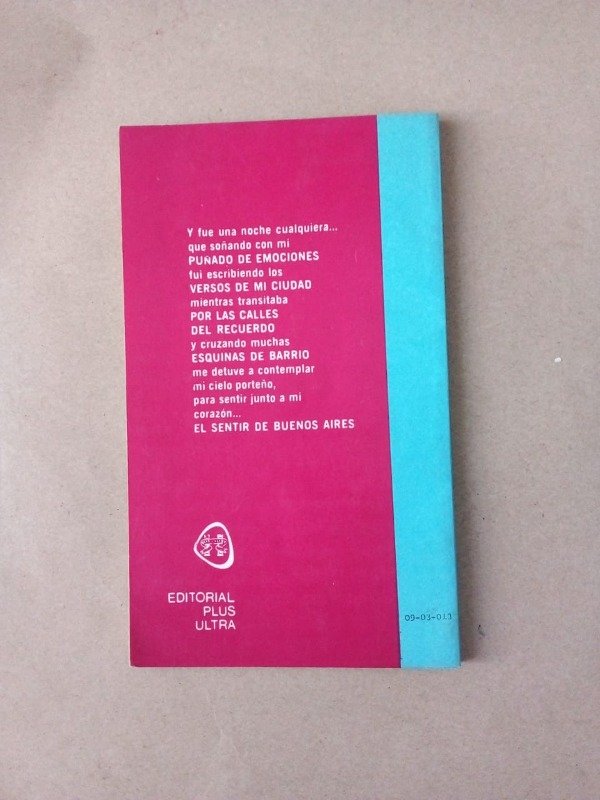 Y fue una noche cualquiera...
que soñando con mi
PUÑADO DE EMOCIONES
fui escribiendo los
VERSOS DE MI CIUDAD
mientras transitaba
POR LAS CALLES
DEL RECUERDO
y cruzando muchas
ESQUINAS DE BARRIO
me detuve a contemplar
mi cielo porteño,
para sentir junto a mi
corazón...
EL SENTIR DE BUENOS AIRES
EDITORIAL
PLUS
ULTRA
09-03-013